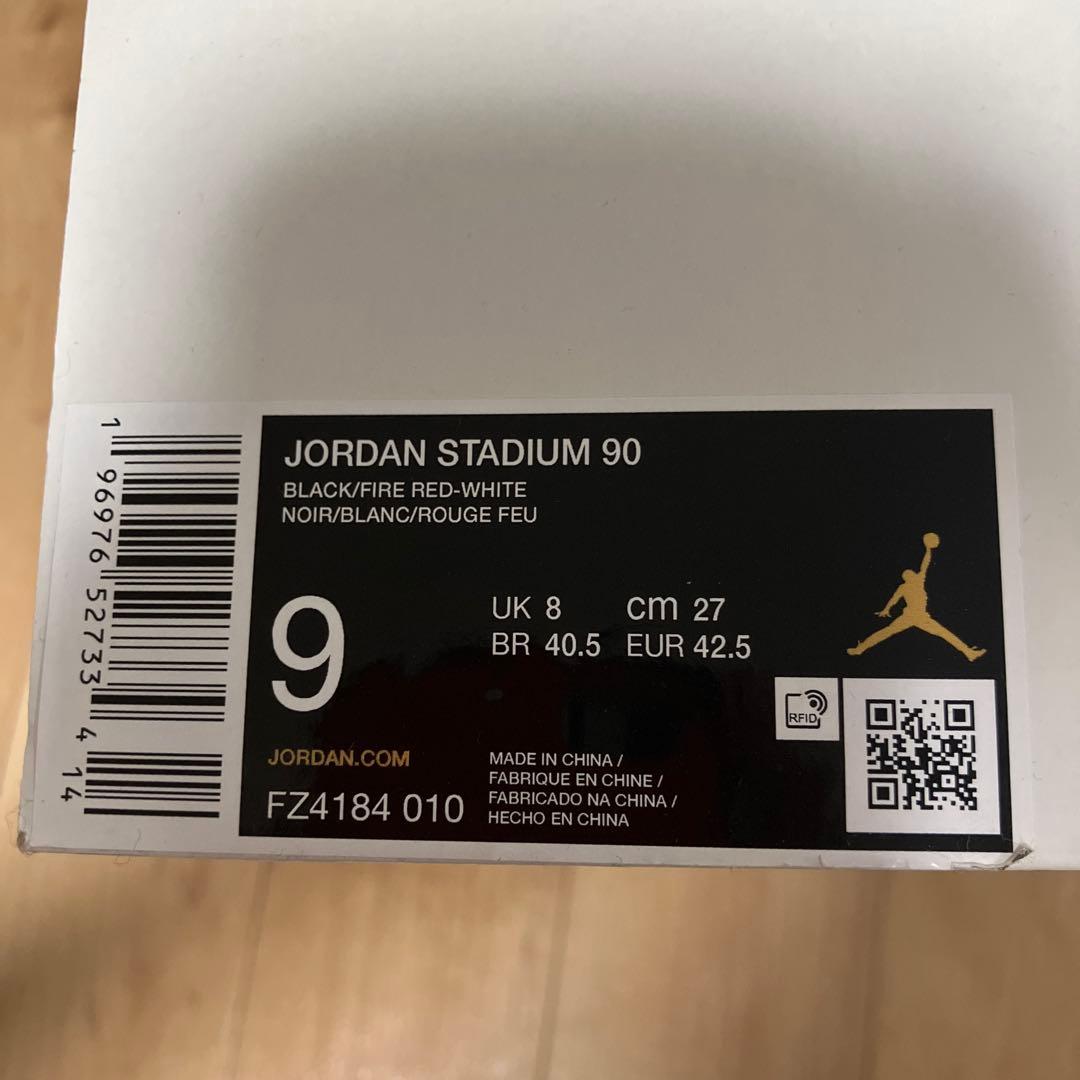 1 96976 52733 4 14
JORDAN STADIUM 90
BLACK/FIRE RED-WHITE
NOIR/BLANC/ROUGE FEU
9
UK 8 cm 27
BR 40.5 EUR 42.5
RFID
JORDAN.COM
FZ4184 010
MADE IN CHINA /
FABRIQUE EN CHINE /
FABRICADO NA CHINA /
HECHO EN CHINA